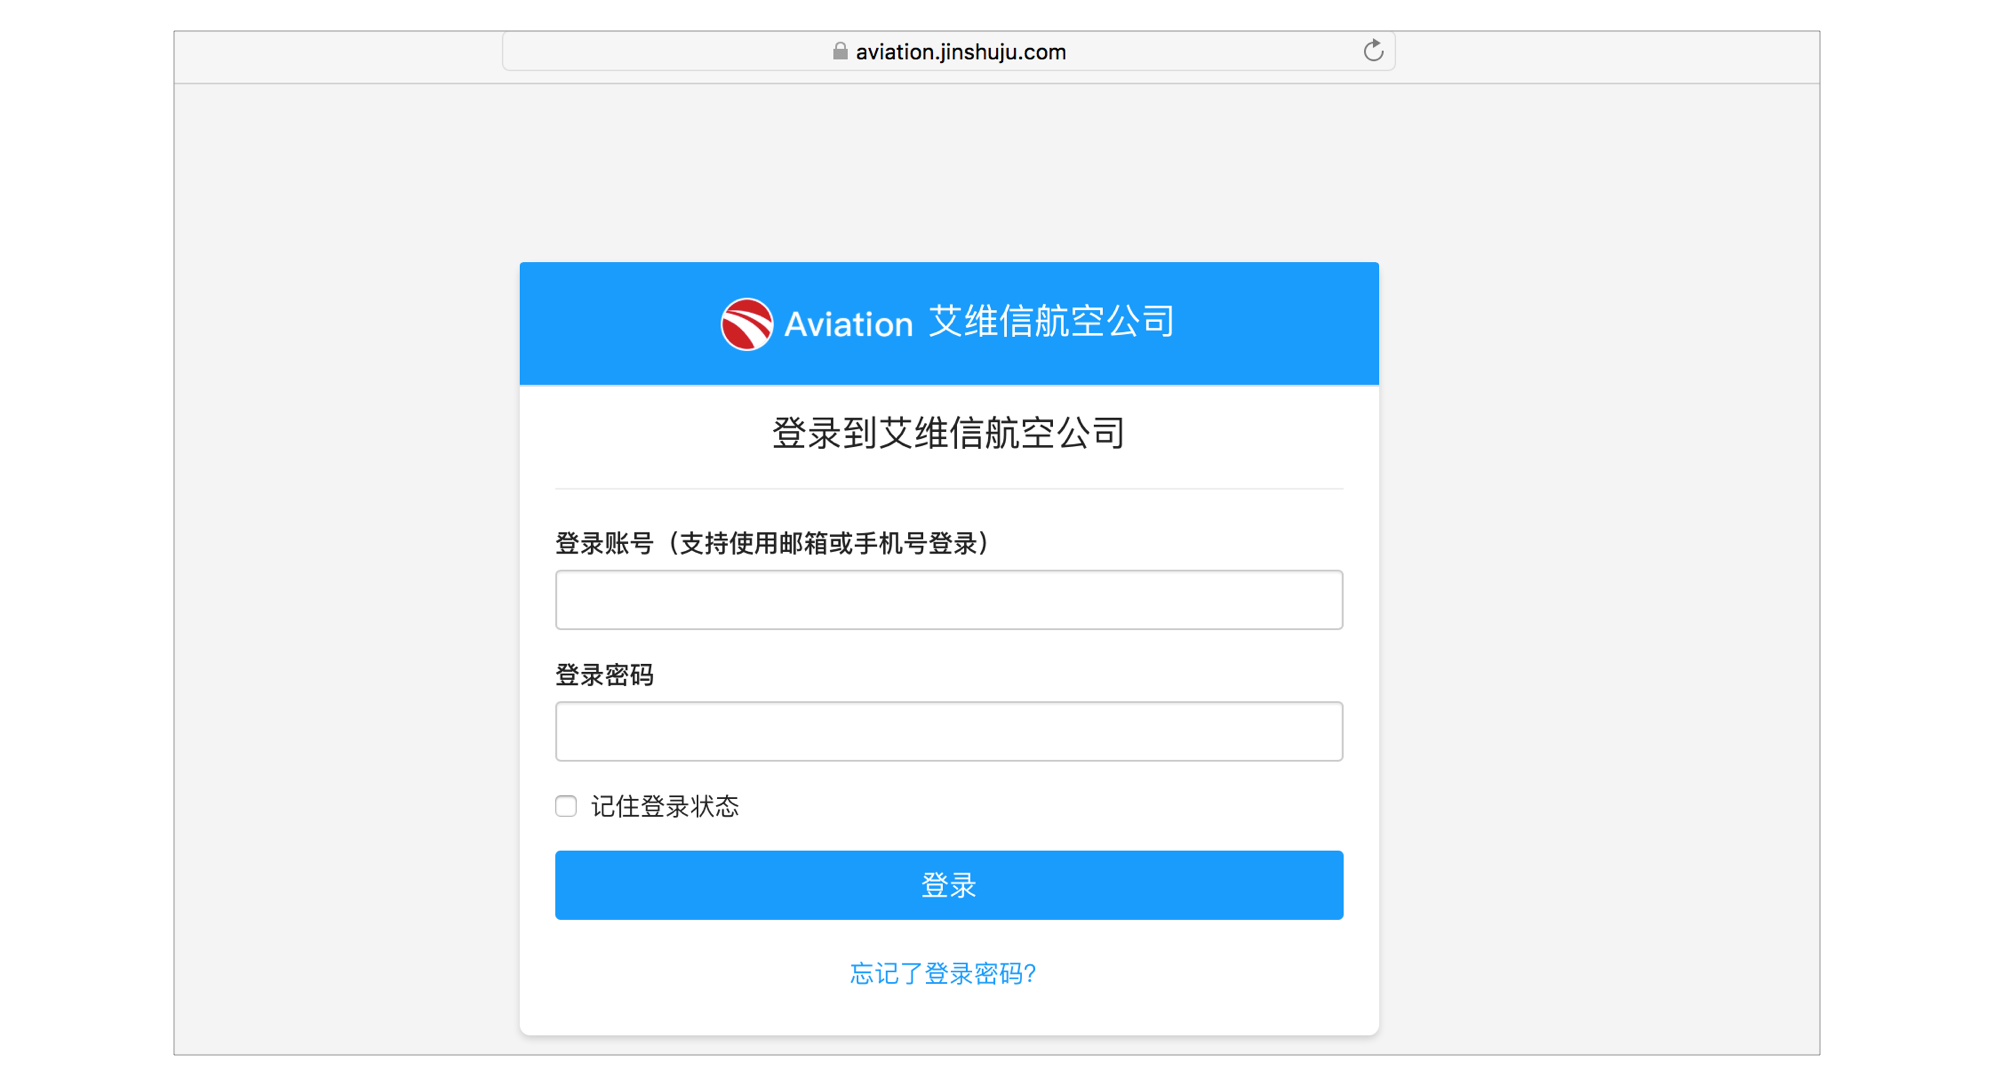 aviation.jinshuju.com
Aviation 艾维信航空公司
登录到艾维信航空公司
登录账号（支持使用邮箱或手机号登录）
登录密码
记住登录状态
登录
忘记了登录密码?